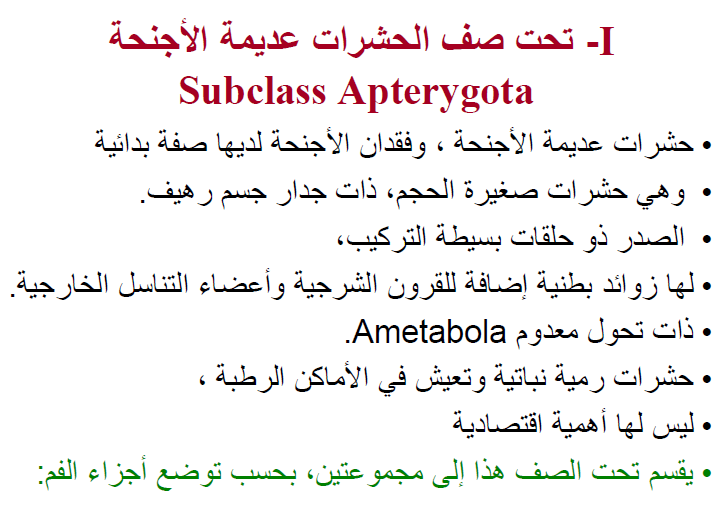 I- تحت صف الحشرات عديمة الأجنحة
Subclass Apterygota
• حشرات عديمة الأجنحة ، وفقدان الأجنحة لديها صفة بدائية
• وهي حشرات صغيرة الحجم، ذات جدار جسم رهيف.
• الصدر ذو حلقات بسيطة التركيب،
• لها زوائد بطنية إضافة للقرون الشرجية وأعضاء التناسل الخارجية.
• ذات تحول معدوم Ametabola.
• حشرات رمية نباتية وتعيش في الأماكن الرطبة ،
• ليس لها أهمية اقتصادية
• يقسم تحت الصف هذا إلى مجموعتين، بحسب توضع أجزاء الفم: